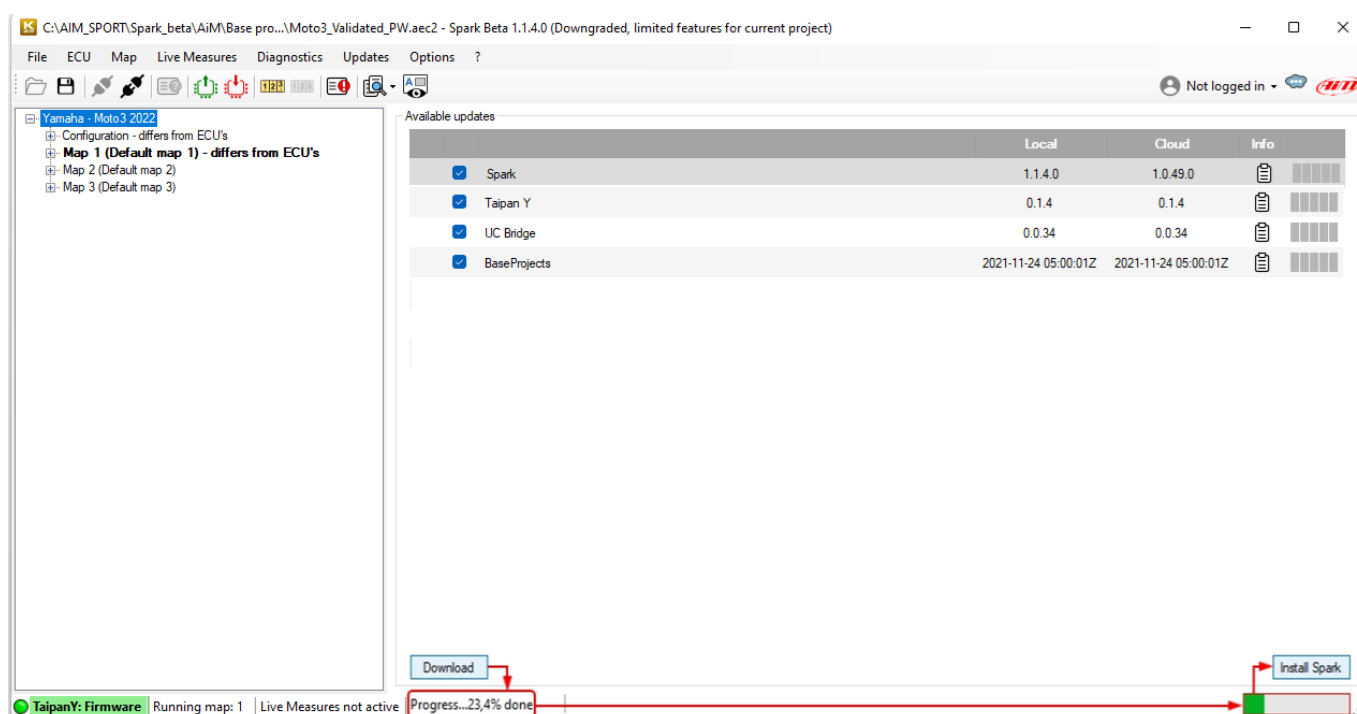 C:\AIM_SPORT\Spark_beta\AiM\Base pro...\Moto3_Validated_PW.aec2 - Spark Beta 1.1.4.0 (Downgraded, limited features for current project)
File ECU Map Live Measures Diagnostics Updates Options ?
Not logged in
Yamaha - Moto3 2022
Configuration - differs from ECU's
Map 1 (Default map 1) - differs from ECU's
Map 2 (Default map 2)
Map 3 (Default map 3)
Available updates
Local Cloud Info
Spark 1.1.4.0 1.0.49.0
Taipan Y 0.1.4 0.1.4
UC Bridge 0.0.34 0.0.34
BaseProjects 2021-11-24 05:00:01Z 2021-11-24 05:00:01Z
Download Install Spark
TaipanY: Firmware Running map: 1 Live Measures not active Progress...23,4% done